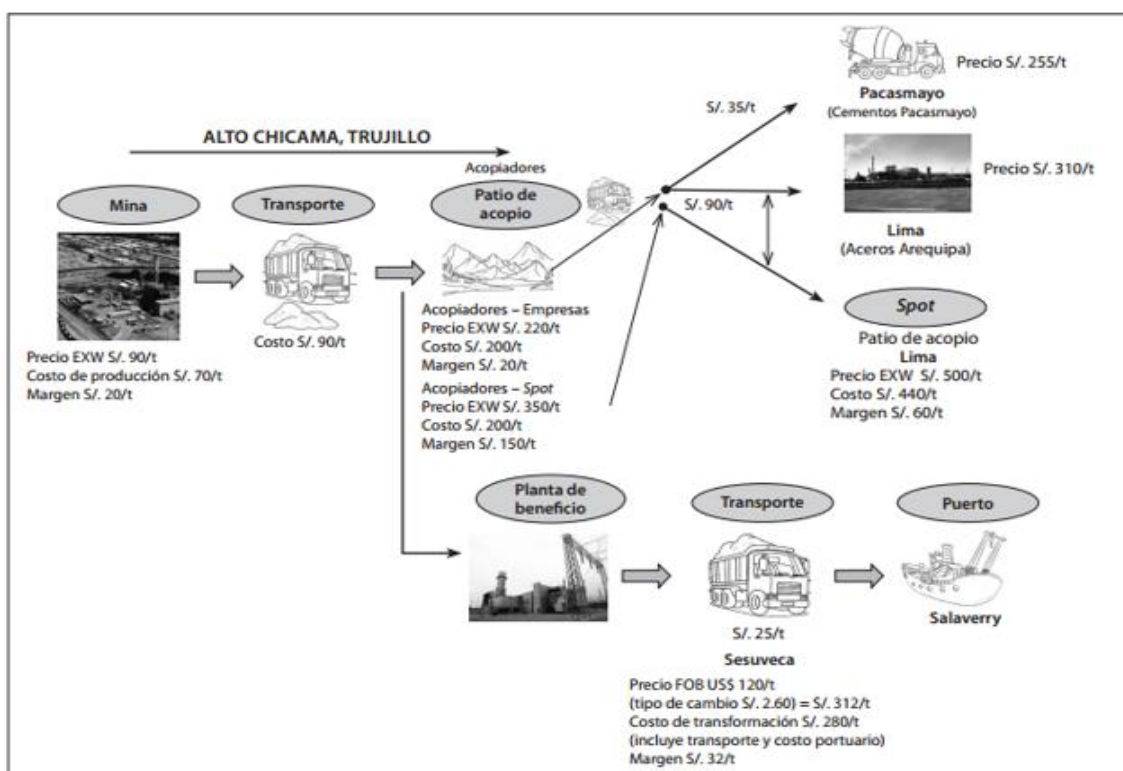 ALTO CHICAMA, TRUJILLO
Mina
Precio EXW S/. 90/t
Costo de producción S/. 70/t
Margen S/. 20/t
Transporte
Costo S/. 90/t
Acopiadores
Patio de
acopio
Acopiadores – Empresas
Precio EXW S/. 220/t
Costo S/. 200/t
Margen S/. 20/t
Acopiadores – Spot
Precio EXW S/. 350/t
Costo S/. 200/t
Margen S/. 150/t
S/. 35/t
S/. 90/t
Precio S/. 255/t
Pacasmayo
(Cementos Pacasmayo)
Precio S/. 310/t
Lima
(Aceros Arequipa)
Spot
Patio de acopio
Lima
Precio EXW S/. 500/t
Costo S/. 440/t
Margen S/. 60/t
Planta de
beneficio
Transporte
S/. 25/t
Sesuveca
Precio FOB US$ 120/t
(tipo de cambio S/. 2.60) = S/. 312/t
Costo de transformación S/. 280/t
(incluye transporte y costo portuario)
Margen S/. 32/t
Puerto
Salaverry